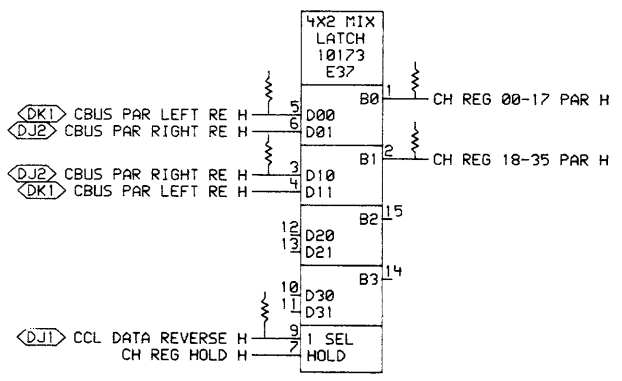 4X2 MIX
LATCH
10173
E37
B0 1 CH REG 00-17 PAR H
DK1 CBUS PAR LEFT RE H 5 D00
DJ2 CBUS PAR RIGHT RE H 6 D01
B1 2 CH REG 18-35 PAR H
DJ2 CBUS PAR RIGHT RE H 3 D10
DK1 CBUS PAR LEFT RE H 4 D11
B2 15
12 D20
13 D21
B3 14
10 D30
11 D31
DJ1 CCL DATA REVERSE H 9 1 SEL
CH REG HOLD H 7 HOLD